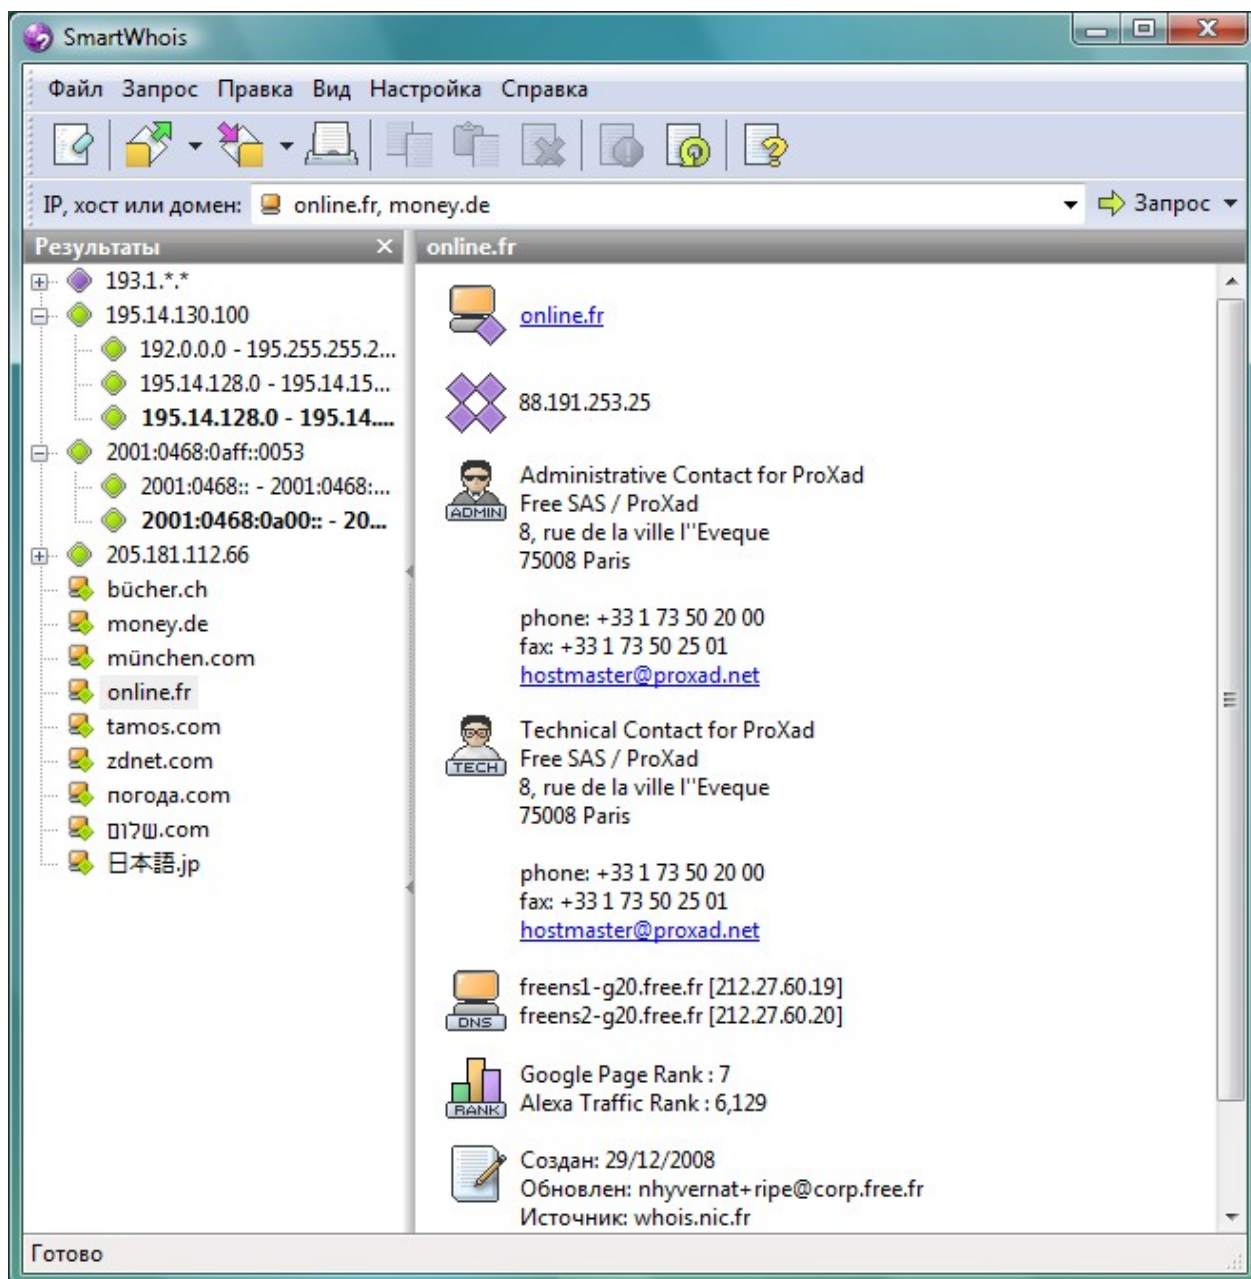 SmartWhois
Файл Запрос Правка Вид Настройка Справка
IP, хост или домен: online.fr, money.de Запрос
Результаты
193.1.*.*
195.14.130.100
192.0.0.0 - 195.255.255.2...
195.14.128.0 - 195.14.15...
195.14.128.0 - 195.14....
2001:0468:0aff::0053
2001:0468:: - 2001:0468:...
2001:0468:0a00:: - 20...
205.181.112.66
bücher.ch
money.de
münchen.com
online.fr
tamos.com
zdnet.com
погода.com
שלום.com
日本語.jp
online.fr
online.fr
88.191.253.25
ADMIN
Administrative Contact for ProXad
Free SAS / ProXad
8, rue de la ville l''Eveque
75008 Paris
phone: +33 1 73 50 20 00
fax: +33 1 73 50 25 01
hostmaster@proxad.net
TECH
Technical Contact for ProXad
Free SAS / ProXad
8, rue de la ville l''Eveque
75008 Paris
phone: +33 1 73 50 20 00
fax: +33 1 73 50 25 01
hostmaster@proxad.net
DNS
freens1-g20.free.fr [212.27.60.19]
freens2-g20.free.fr [212.27.60.20]
RANK
Google Page Rank : 7
Alexa Traffic Rank : 6,129
Создан: 29/12/2008
Обновлен: nhyvernat+ripe@corp.free.fr
Источник: whois.nic.fr
Готово